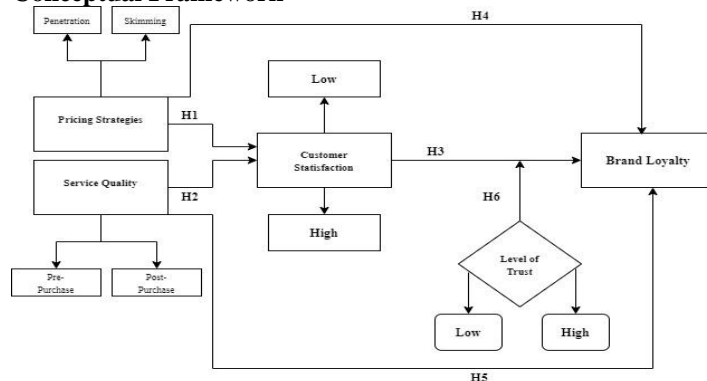 Conceptual Framework
Penetration
Skimming
H4
Low
Pricing Strategies
H1
Customer
Statisfaction
H3
Brand Loyalty
Service Quality
H2
H6
High
Level of
Trust
Pre-
Purchase
Post-
Purchase
Low
High
H5